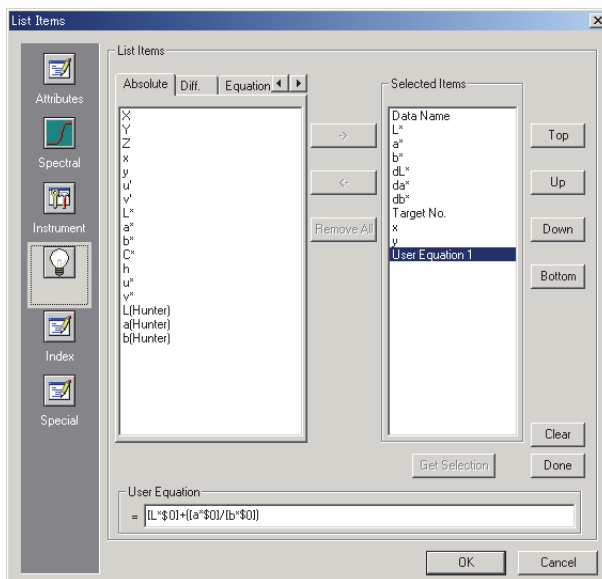 List Items
Attributes
Spectral
Instrument
Index
Special
List Items
Absolute Diff. Equation
X
Y
Z
x
y
u'
v'
L*
a*
b*
C*
h
u*
v*
L(Hunter)
a(Hunter)
b(Hunter)
->
<-
Remove All
Selected Items
Data Name
L*
a*
b*
dL*
da*
db*
Target No.
x
y
User Equation 1
Top
Up
Down
Bottom
Clear
Get Selection Done
User Equation
= [L*$0]+([a*$0]/[b*$0])
OK Cancel